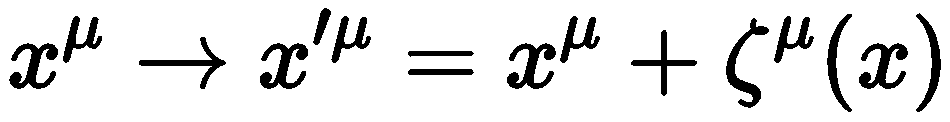 x^μ → x'^μ = x^μ + ζ^μ(x)